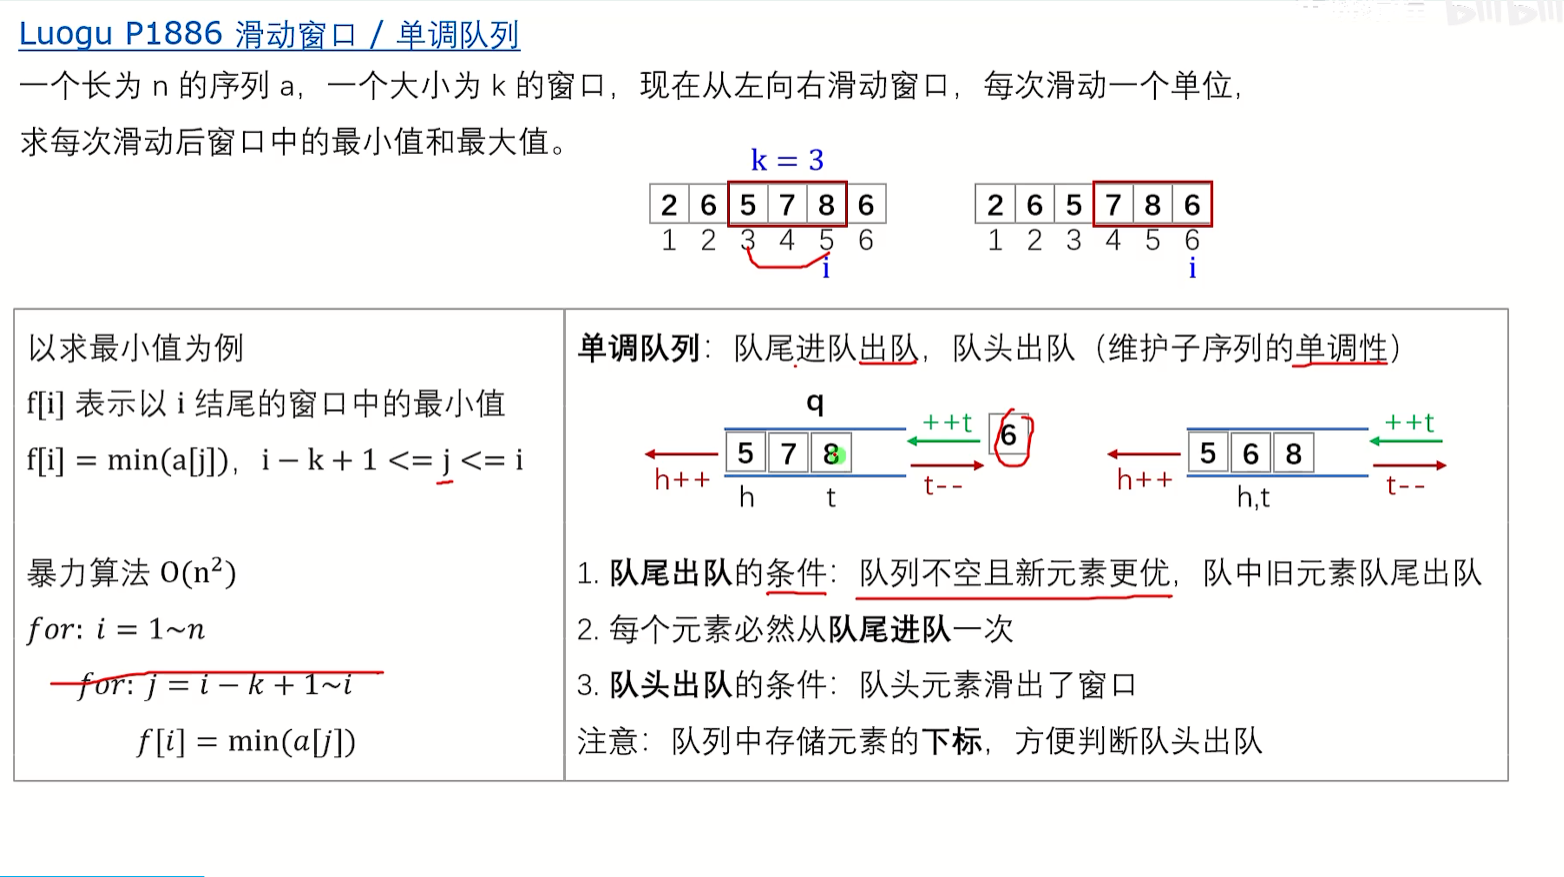 Luogu P1886 滑动窗口 / 单调队列
一个长为 n 的序列 a，一个大小为 k 的窗口，现在从左向右滑动窗口，每次滑动一个单位，
求每次滑动后窗口中的最小值和最大值。
k = 3
2 6 5 7 8 6
1 2 3 4 5 6
i
2 6 5 7 8 6
1 2 3 4 5 6
i
以求最小值为例
f[i] 表示以 i 结尾的窗口中的最小值
f[i] = min(a[j])，i − k + 1 <= j <= i
暴力算法 O(n²)
for: i = 1~n
for: j = i − k + 1~i
f[i] = min(a[j])
单调队列：队尾进队出队，队头出队（维护子序列的单调性）
q
5 7 8
h++
h
t
++t
t--
6
5 6 8
h++
h,t
++t
t--
1. 队尾出队的条件：队列不空且新元素更优，队中旧元素队尾出队
2. 每个元素必然从队尾进队一次
3. 队头出队的条件：队头元素滑出了窗口
注意：队列中存储元素的下标，方便判断队头出队